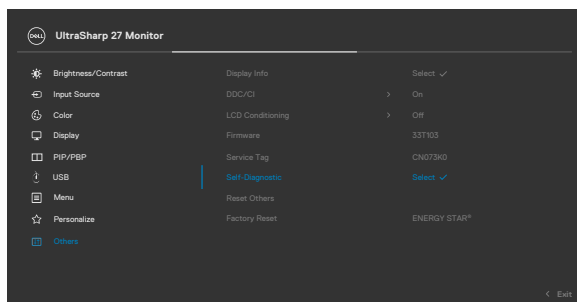 DELL UltraSharp 27 Monitor
Brightness/Contrast Display Info Select ✓
Input Source DDC/CI > On
Color LCD Conditioning > Off
Display Firmware 33T103
PIP/PBP Service Tag CN073K0
USB Self-Diagnostic Select ✓
Menu Reset Others
Personalize Factory Reset ENERGY STAR®
Others
< Exit